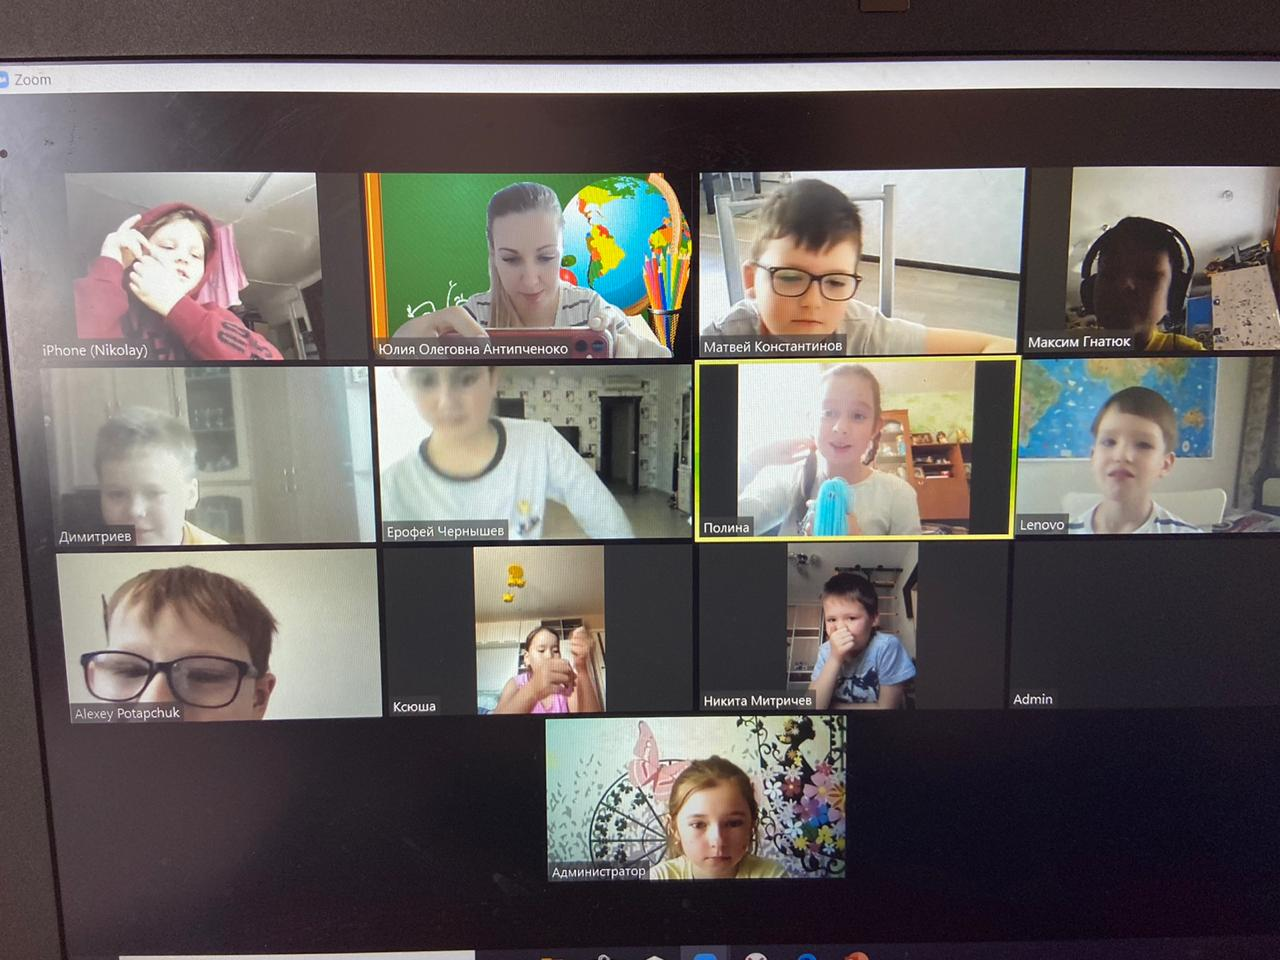 Zoom
iPhone (Nikolay)
Юлия Олеговна Антипченоко
Матвей Константинов
Максим Гнатюк
Димитриев
Ерофей Чернышев
Полина
Lenovo
Alexey Potapchuk
Ксюша
Никита Митричев
Admin
Администратор